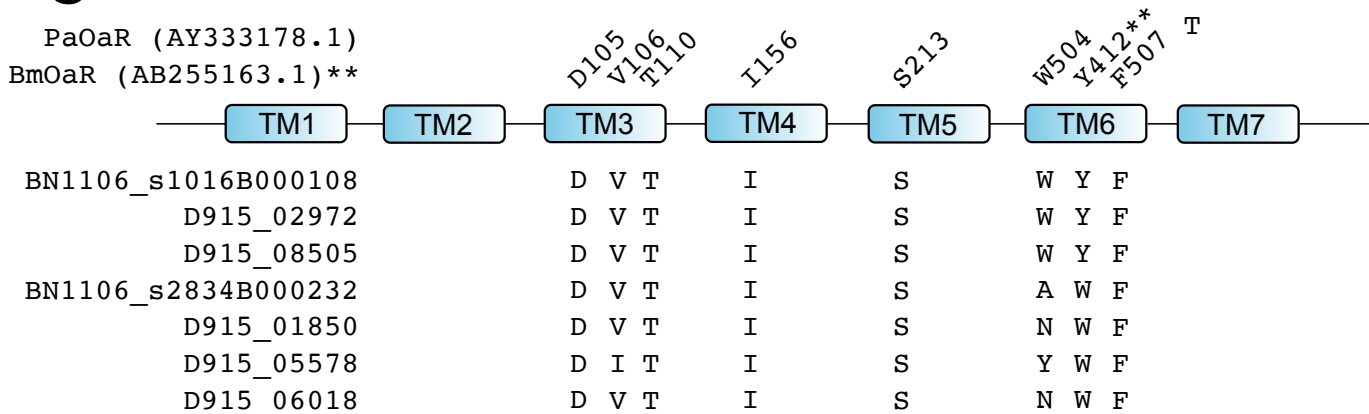 PaOaR (AY333178.1)
BmOaR (AB255163.1)**
D105 V106 T110 I156 S213 W504 Y412** F507 T
TM1 TM2 TM3 TM4 TM5 TM6 TM7
BN1106_s1016B000108 D V T I S W Y F
D915_02972 D V T I S W Y F
D915_08505 D V T I S W Y F
BN1106_s2834B000232 D V T I S A W F
D915_01850 D V T I S N W F
D915_05578 D I T I S Y W F
D915_06018 D V T I S N W F